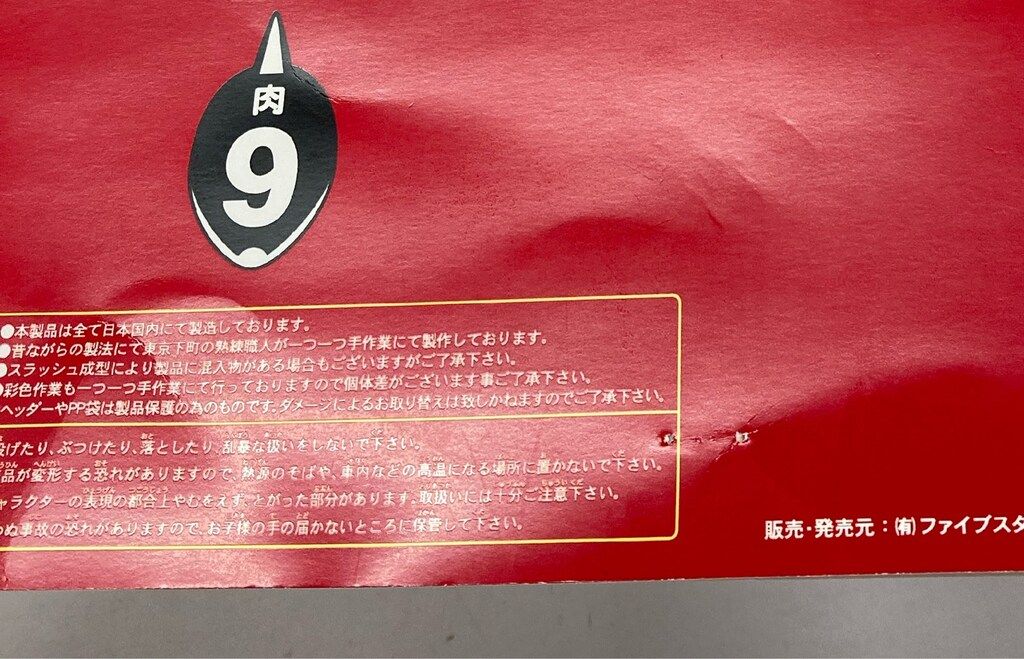 肉
9
●本製品は全て日本国内にて製造しております。
●昔ながらの製法にて東京下町の熟練職人が一つ一つ手作業にて製作しております。
●スラッシュ成型により製品に混入物がある場合もございますがご了承下さい。
●彩色作業も一つ一つ手作業にて行っておりますので個体差がございます事ご了承下さい。
ヘッダーやPP袋は製品保護の為のものです。ダメージによるお取り替えは致しかねますのでご了承下さい。
投げたり、ぶつけたり、落としたり、乱暴な扱いをしないで下さい。
品が変形する恐れがありますので、熱源のそばや、車内などの高温になる場所に置かないで下さい。
ャラクターの表現の都合上やむをえず、とがった部分があります。取扱いには十分ご注意下さい。
ぬ事故の恐れがありますので、お子様の手の届かないところに保管して下さい。
販売・発売元：(有)ファイブスタ